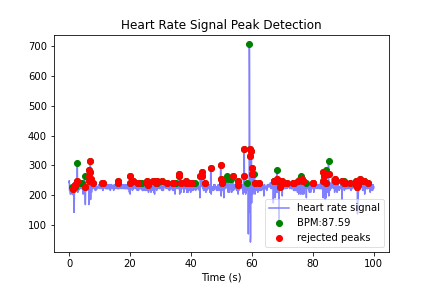 Heart Rate Signal Peak Detection
700
600
500
400
300
200
100
heart rate signal
BPM:87.59
rejected peaks
0
20
40
60
80
100
Time (s)